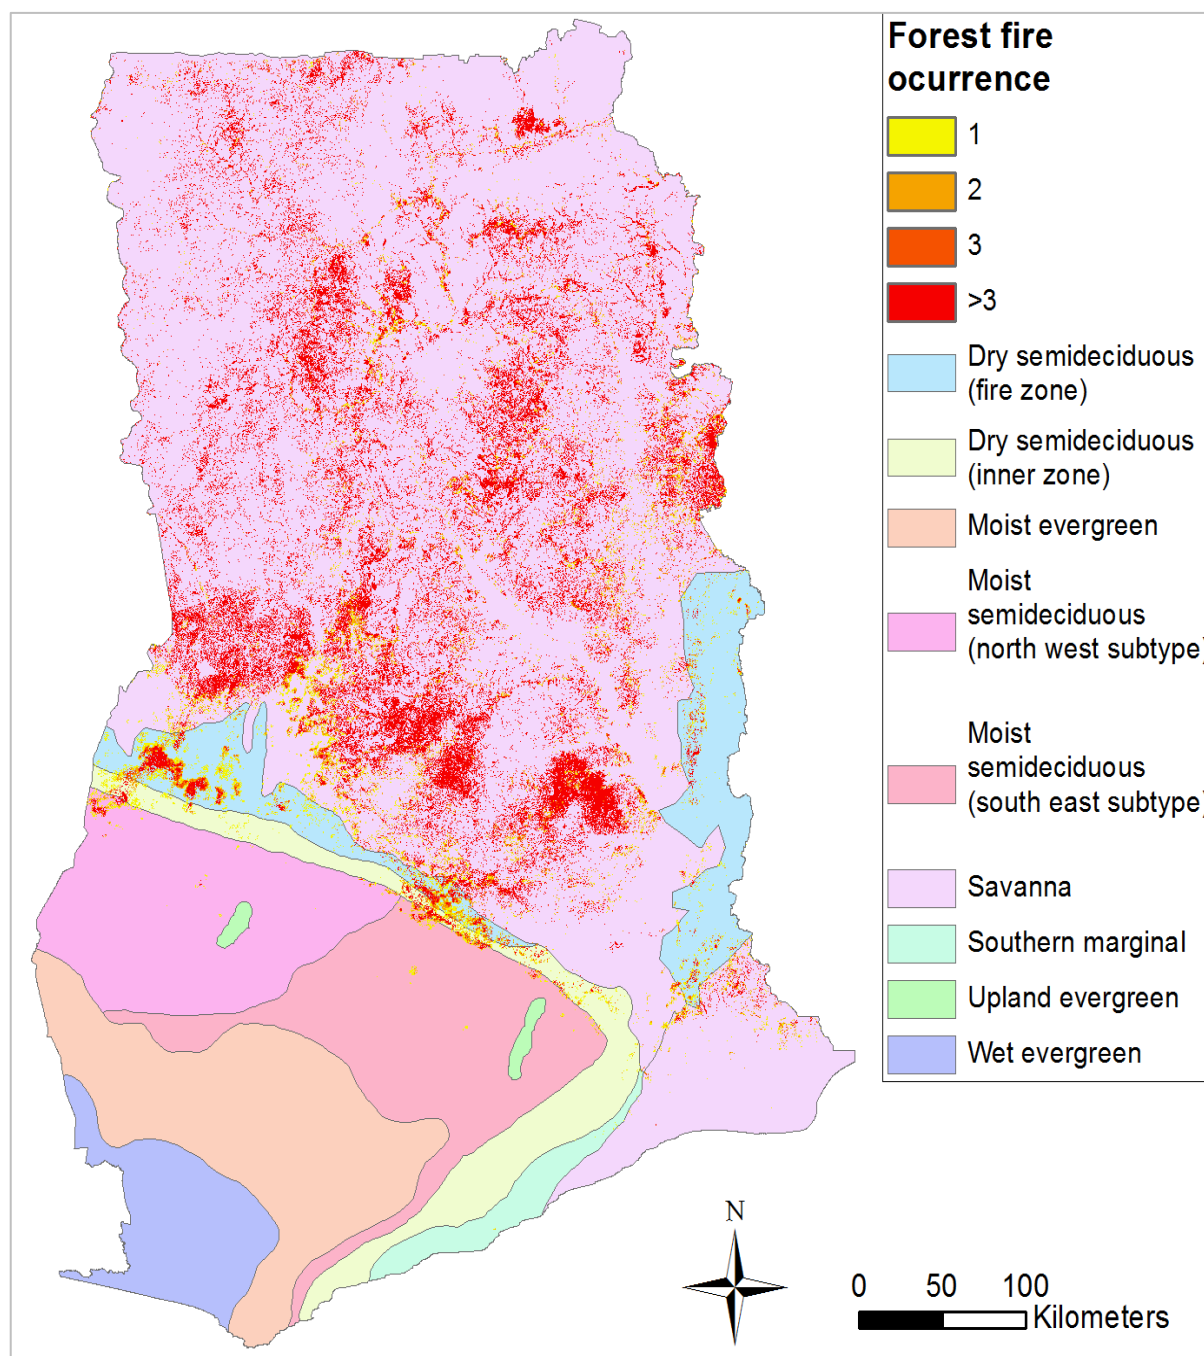 Forest fire
ocurrence
1
2
3
>3
Dry semideciduous
(fire zone)
Dry semideciduous
(inner zone)
Moist evergreen
Moist
semideciduous
(north west subtype)
Moist
semideciduous
(south east subtype)
Savanna
Southern marginal
Upland evergreen
Wet evergreen
N
0 50 100
Kilometers